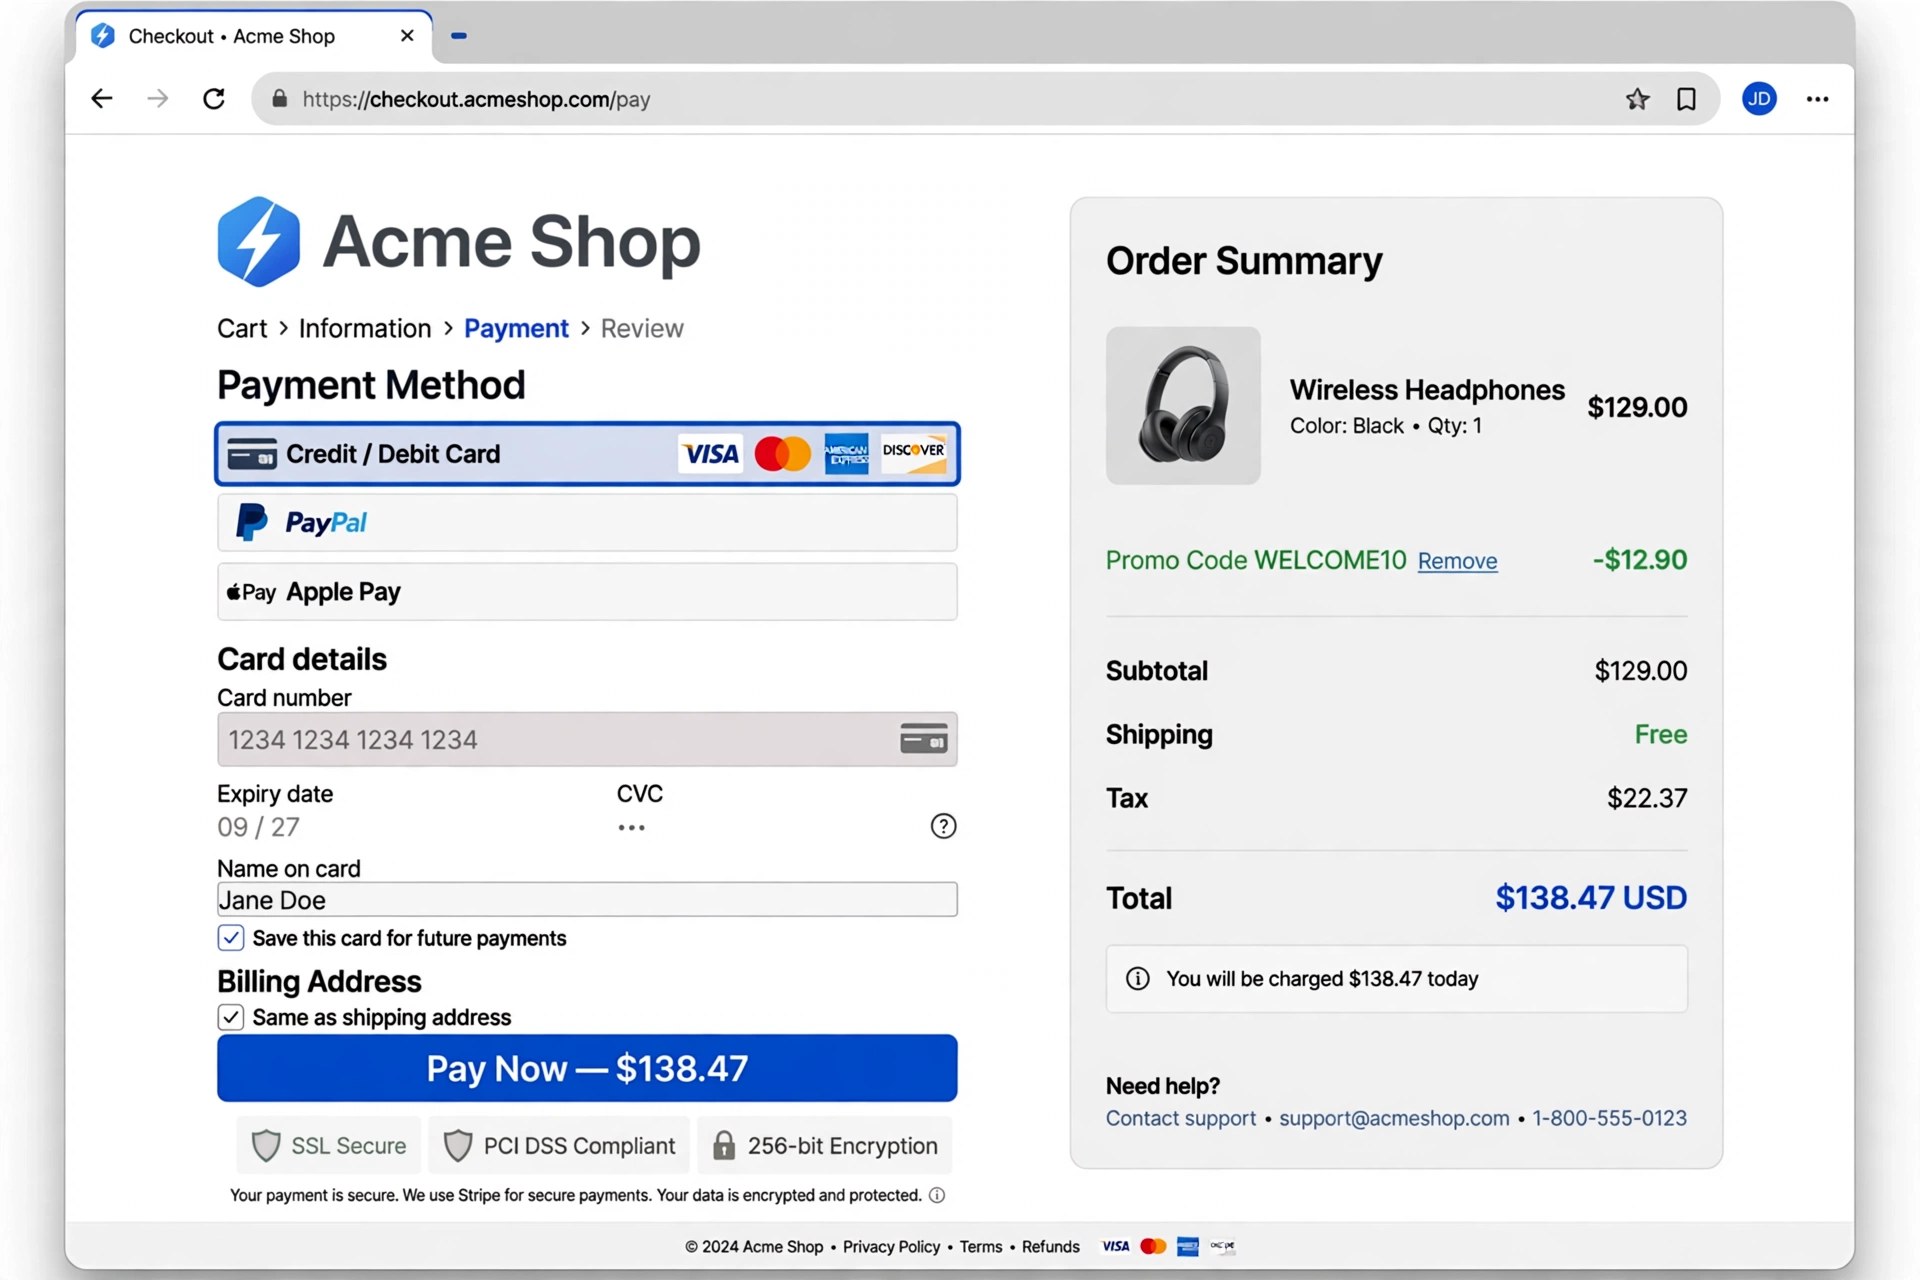 Checkout • Acme Shop
https://checkout.acmeshop.com/pay
JD
Acme Shop
Cart > Information > Payment > Review
Payment Method
Credit / Debit Card VISA AMERICAN EXPRESS DISCOVER
PayPal
Pay Apple Pay
Card details
Card number
1234 1234 1234 1234
Expiry date CVC
09 / 27 •••
Name on card
Jane Doe
Save this card for future payments
Billing Address
Same as shipping address
Pay Now — $138.47
SSL Secure PCI DSS Compliant 256-bit Encryption
Your payment is secure. We use Stripe for secure payments. Your data is encrypted and protected.
Order Summary
Wireless Headphones $129.00
Color: Black • Qty: 1
Promo Code WELCOME10 Remove -$12.90
Subtotal $129.00
Shipping Free
Tax $22.37
Total $138.47 USD
You will be charged $138.47 today
Need help?
Contact support • support@acmeshop.com • 1-800-555-0123
© 2024 Acme Shop • Privacy Policy • Terms • Refunds VISA